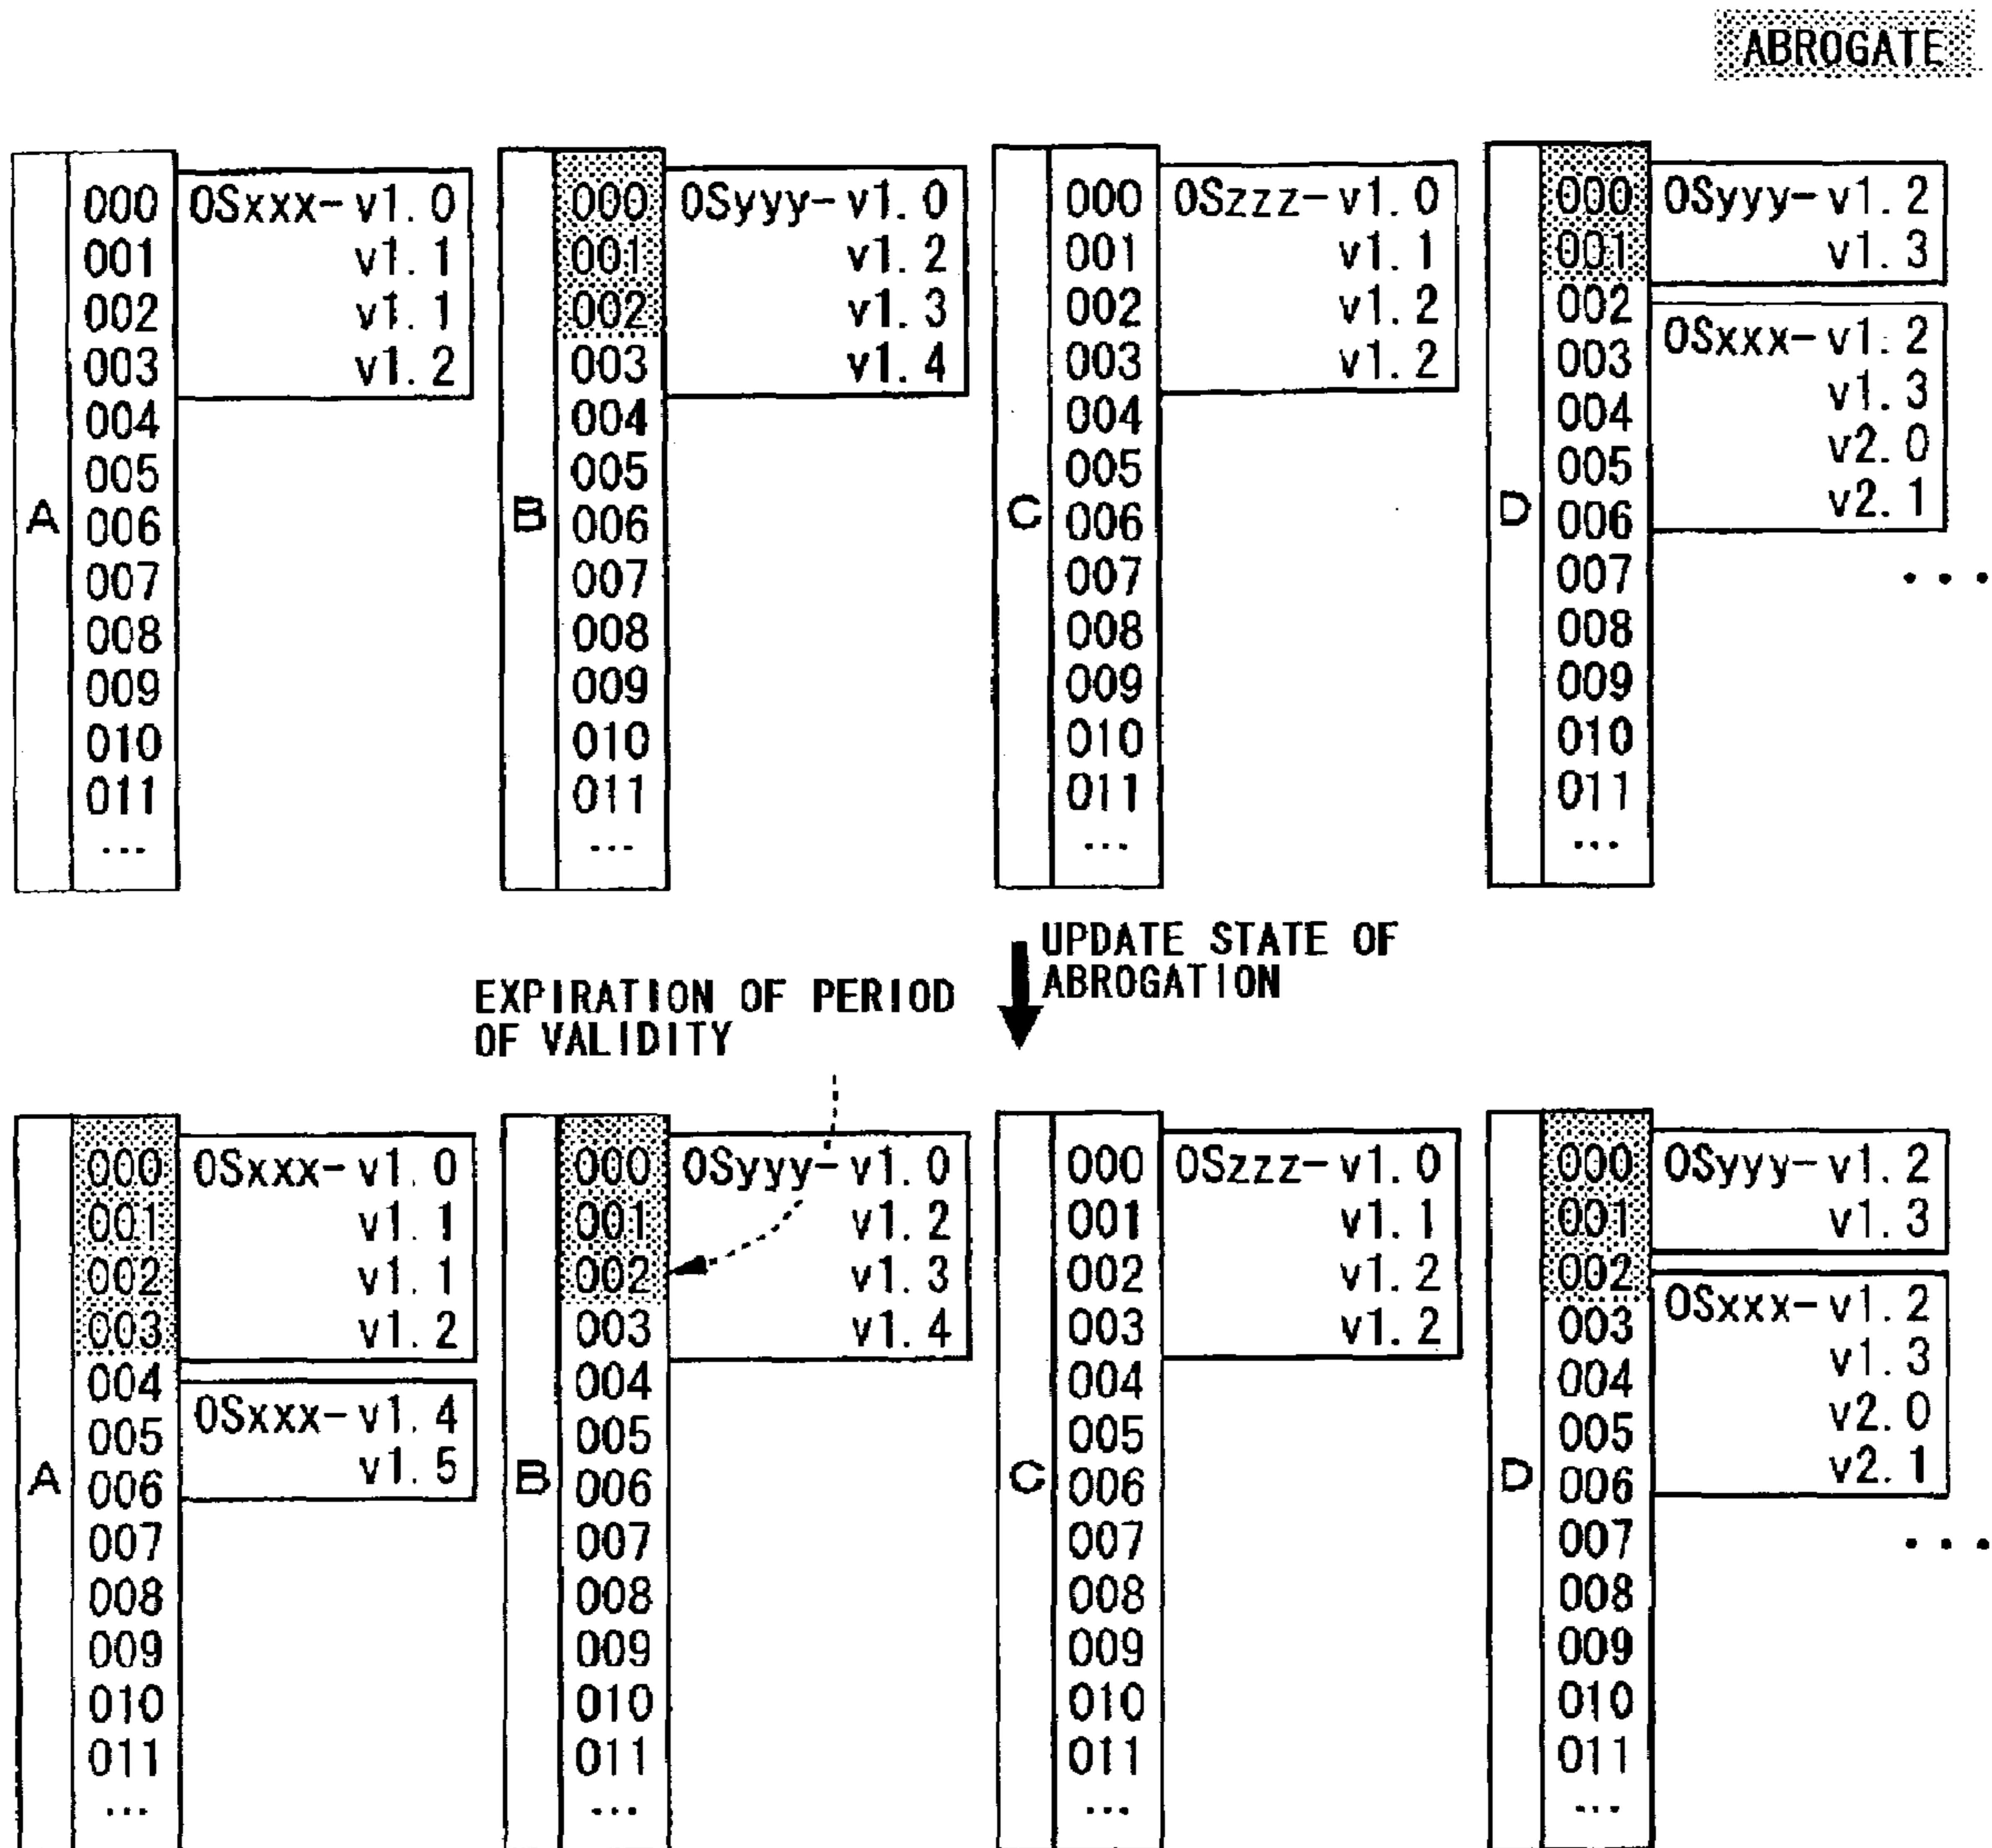 ABROGATE
A
000
001
002
003
004
005
006
007
008
009
010
011
...
OSxxx-v1.0
v1.1
v1.1
v1.2
B
000
001
002
003
004
005
006
007
008
009
010
011
...
OSyyy-v1.0
v1.2
v1.3
v1.4
C
000
001
002
003
004
005
006
007
008
009
010
011
...
OSzzz-v1.0
v1.1
v1.2
v1.2
D
000
001
002
003
004
005
006
007
008
009
010
011
...
OSyyy-v1.2
v1.3
OSxxx-v1.2
v1.3
v2.0
v2.1
...
UPDATE STATE OF
ABROGATION
EXPIRATION OF PERIOD
OF VALIDITY
A
000
001
002
003
004
005
006
007
008
009
010
011
...
OSxxx-v1.0
v1.1
v1.1
v1.2
OSxxx-v1.4
v1.5
B
000
001
002
003
004
005
006
007
008
009
010
011
...
OSyyy-v1.0
v1.2
v1.3
v1.4
C
000
001
002
003
004
005
006
007
008
009
010
011
...
OSzzz-v1.0
v1.1
v1.2
v1.2
D
000
001
002
003
004
005
006
007
008
009
010
011
...
OSyyy-v1.2
v1.3
OSxxx-v1.2
v1.3
v2.0
v2.1
...